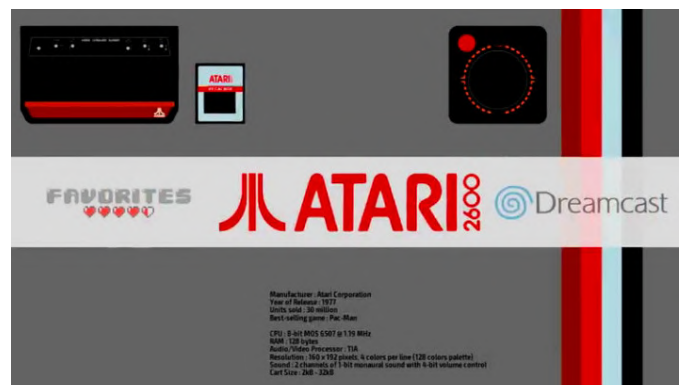 ATARI
FAVORITES
ATARI 2600
Dreamcast
Manufacturer : Atari Corporation
Year of Release : 1977
Units sold : 30 million
Best-selling game : Pac-Man
CPU : 8-bit MOS 6507 @ 1.19 MHz
RAM : 128 bytes
Audio/Video Processor : TIA
Resolution : 160 x 192 pixels, 4 colors per line (128 colors palette)
Sound : 2 channels of 1-bit monaural sound with 4-bit volume control
Cart Size : 2kB - 32kB